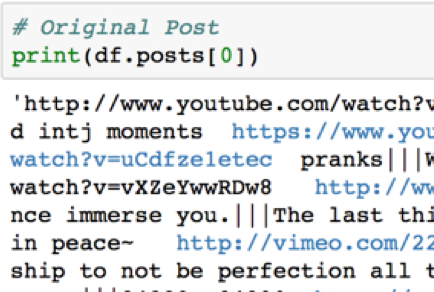 # Original Post
print(df.posts[0])
'http://www.youtube.com/watch?v
d intj moments  https://www.you
watch?v=uCdfze1etec  pranks|||W
watch?v=vXZeYwwRDw8   http://ww
nce immerse you.|||The last thi
in peace~   http://vimeo.com/22
ship to not be perfection all t